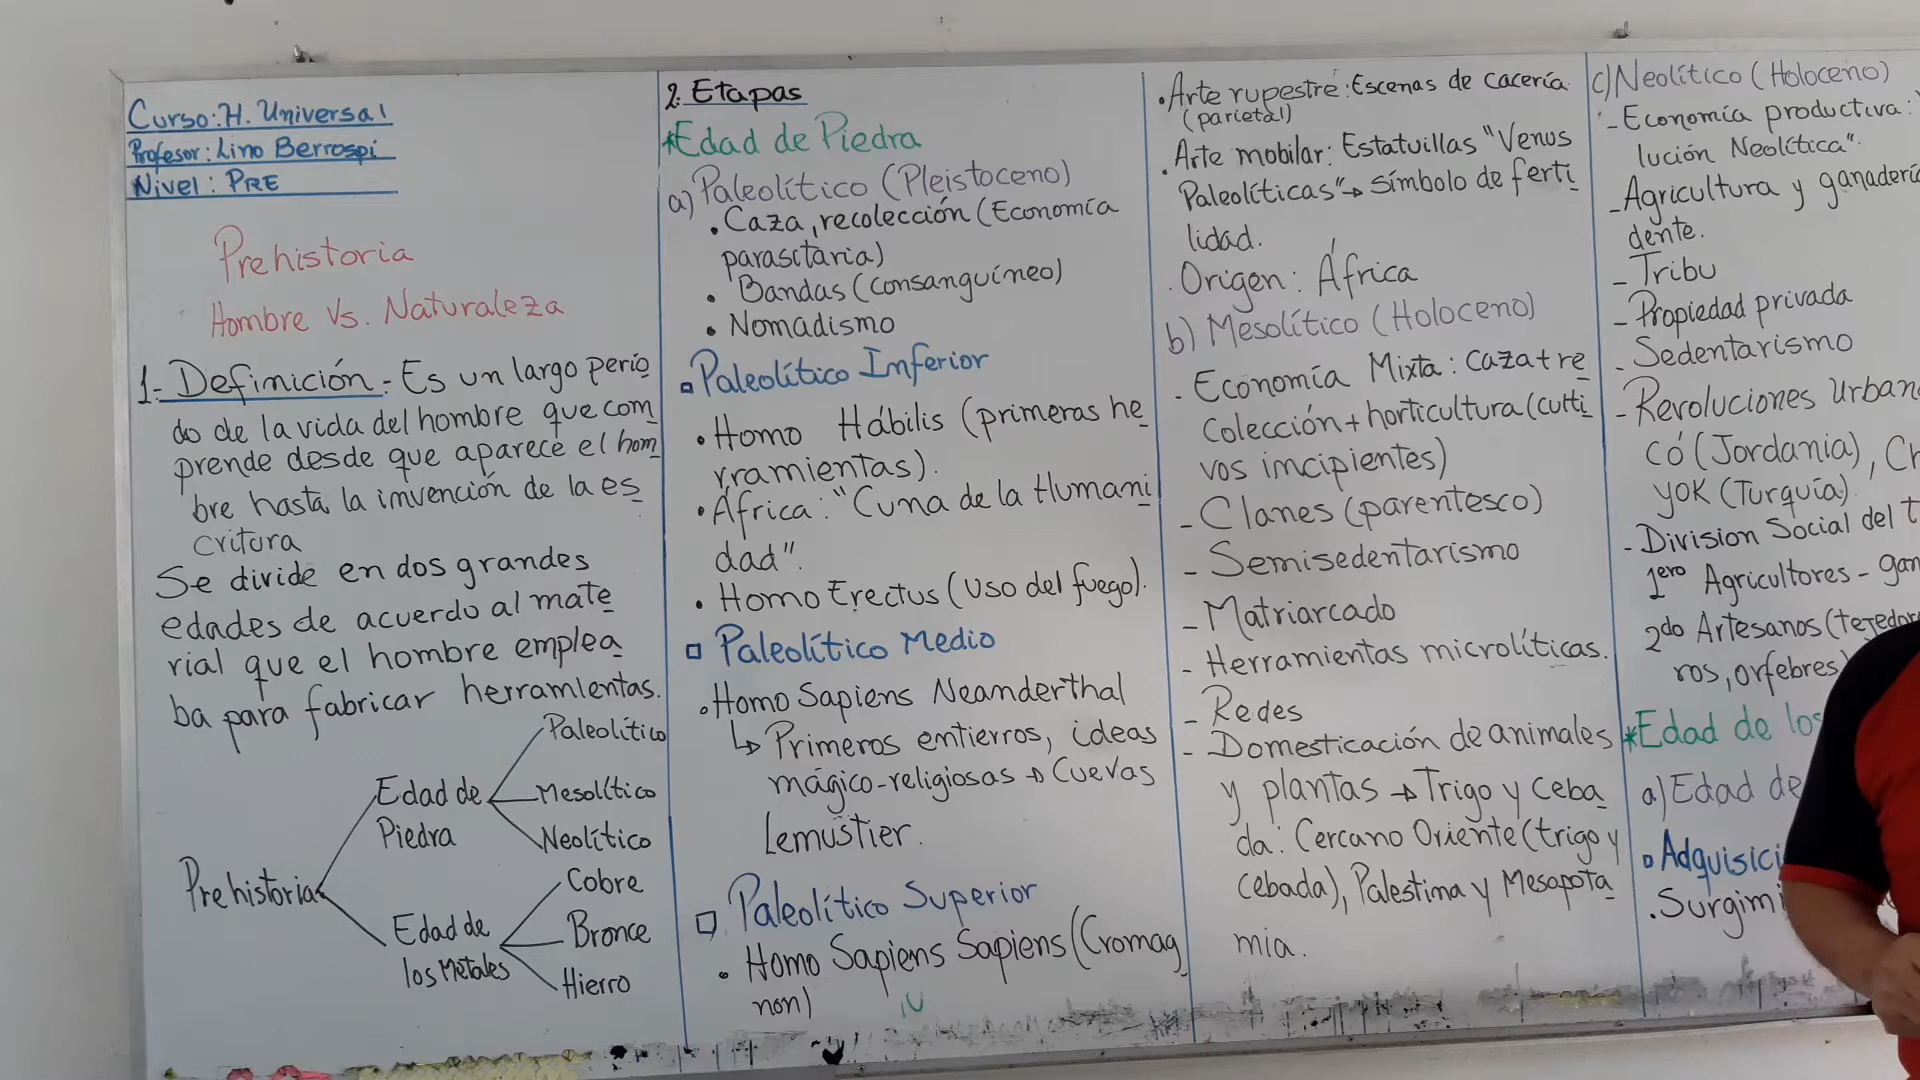 Curso: H. Universal
Profesor: Lino Berrospi
Nivel: PRE
Prehistoria
Hombre Vs. Naturaleza
1.- Definición.- Es un largo perío
do de la vida del hombre que com
prende desde que aparece el hom
bre hasta la invención de la es
critura
Se divide en dos grandes
edades de acuerdo al mate
rial que el hombre emplea
ba para fabricar herramientas.
Prehistoria
Edad de
Piedra
Paleolítico
Mesolítico
Neolítico
Edad de
los Metales
Cobre
Bronce
Hierro
2. Etapas
*Edad de Piedra
a) Paleolítico (Pleistoceno)
• Caza, recolección (Economía
parasitaria)
• Bandas (consanguíneo)
• Nomadismo
▫ Paleolítico Inferior
• Homo Hábilis (primeras he
rramientas).
• África: "Cuna de la Humani
dad".
• Homo Erectus (Uso del fuego).
▫ Paleolítico Medio
• Homo Sapiens Neanderthal
↳ Primeros entierros, ideas
mágico-religiosas → Cuevas
Lemustier.
▫ Paleolítico Superior
• Homo Sapiens Sapiens (Cromag
non)
• Arte rupestre: Escenas de cacería
(parietal)
• Arte mobilar: Estatuillas "Venus
Paleolíticas" → símbolo de ferti
lidad.
. Origen: África
b) Mesolítico (Holoceno)
- Economía Mixta: Caza + re
colección + horticultura (culti
vos incipientes)
- Clanes (parentesco)
- Semisedentarismo
- Matriarcado
- Herramientas microlíticas.
- Redes
- Domesticación de animales
y plantas → Trigo y ceba
da: Cercano Oriente (trigo y
cebada), Palestina y Mesopota
mia.
c) Neolítico (Holoceno)
- Economía productiva:
lución Neolítica".
- Agricultura y ganaderí
dente.
- Tribu
- Propiedad privada
- Sedentarismo
- Revoluciones Urban
có (Jordania), 
yok (Turquía).
- Division Social del
1ero Agricultores - gan
2do Artesanos (tejedor
ros, orfebres)
*Edad de los
a) Edad de
▫ Adquisici
. Surgimi